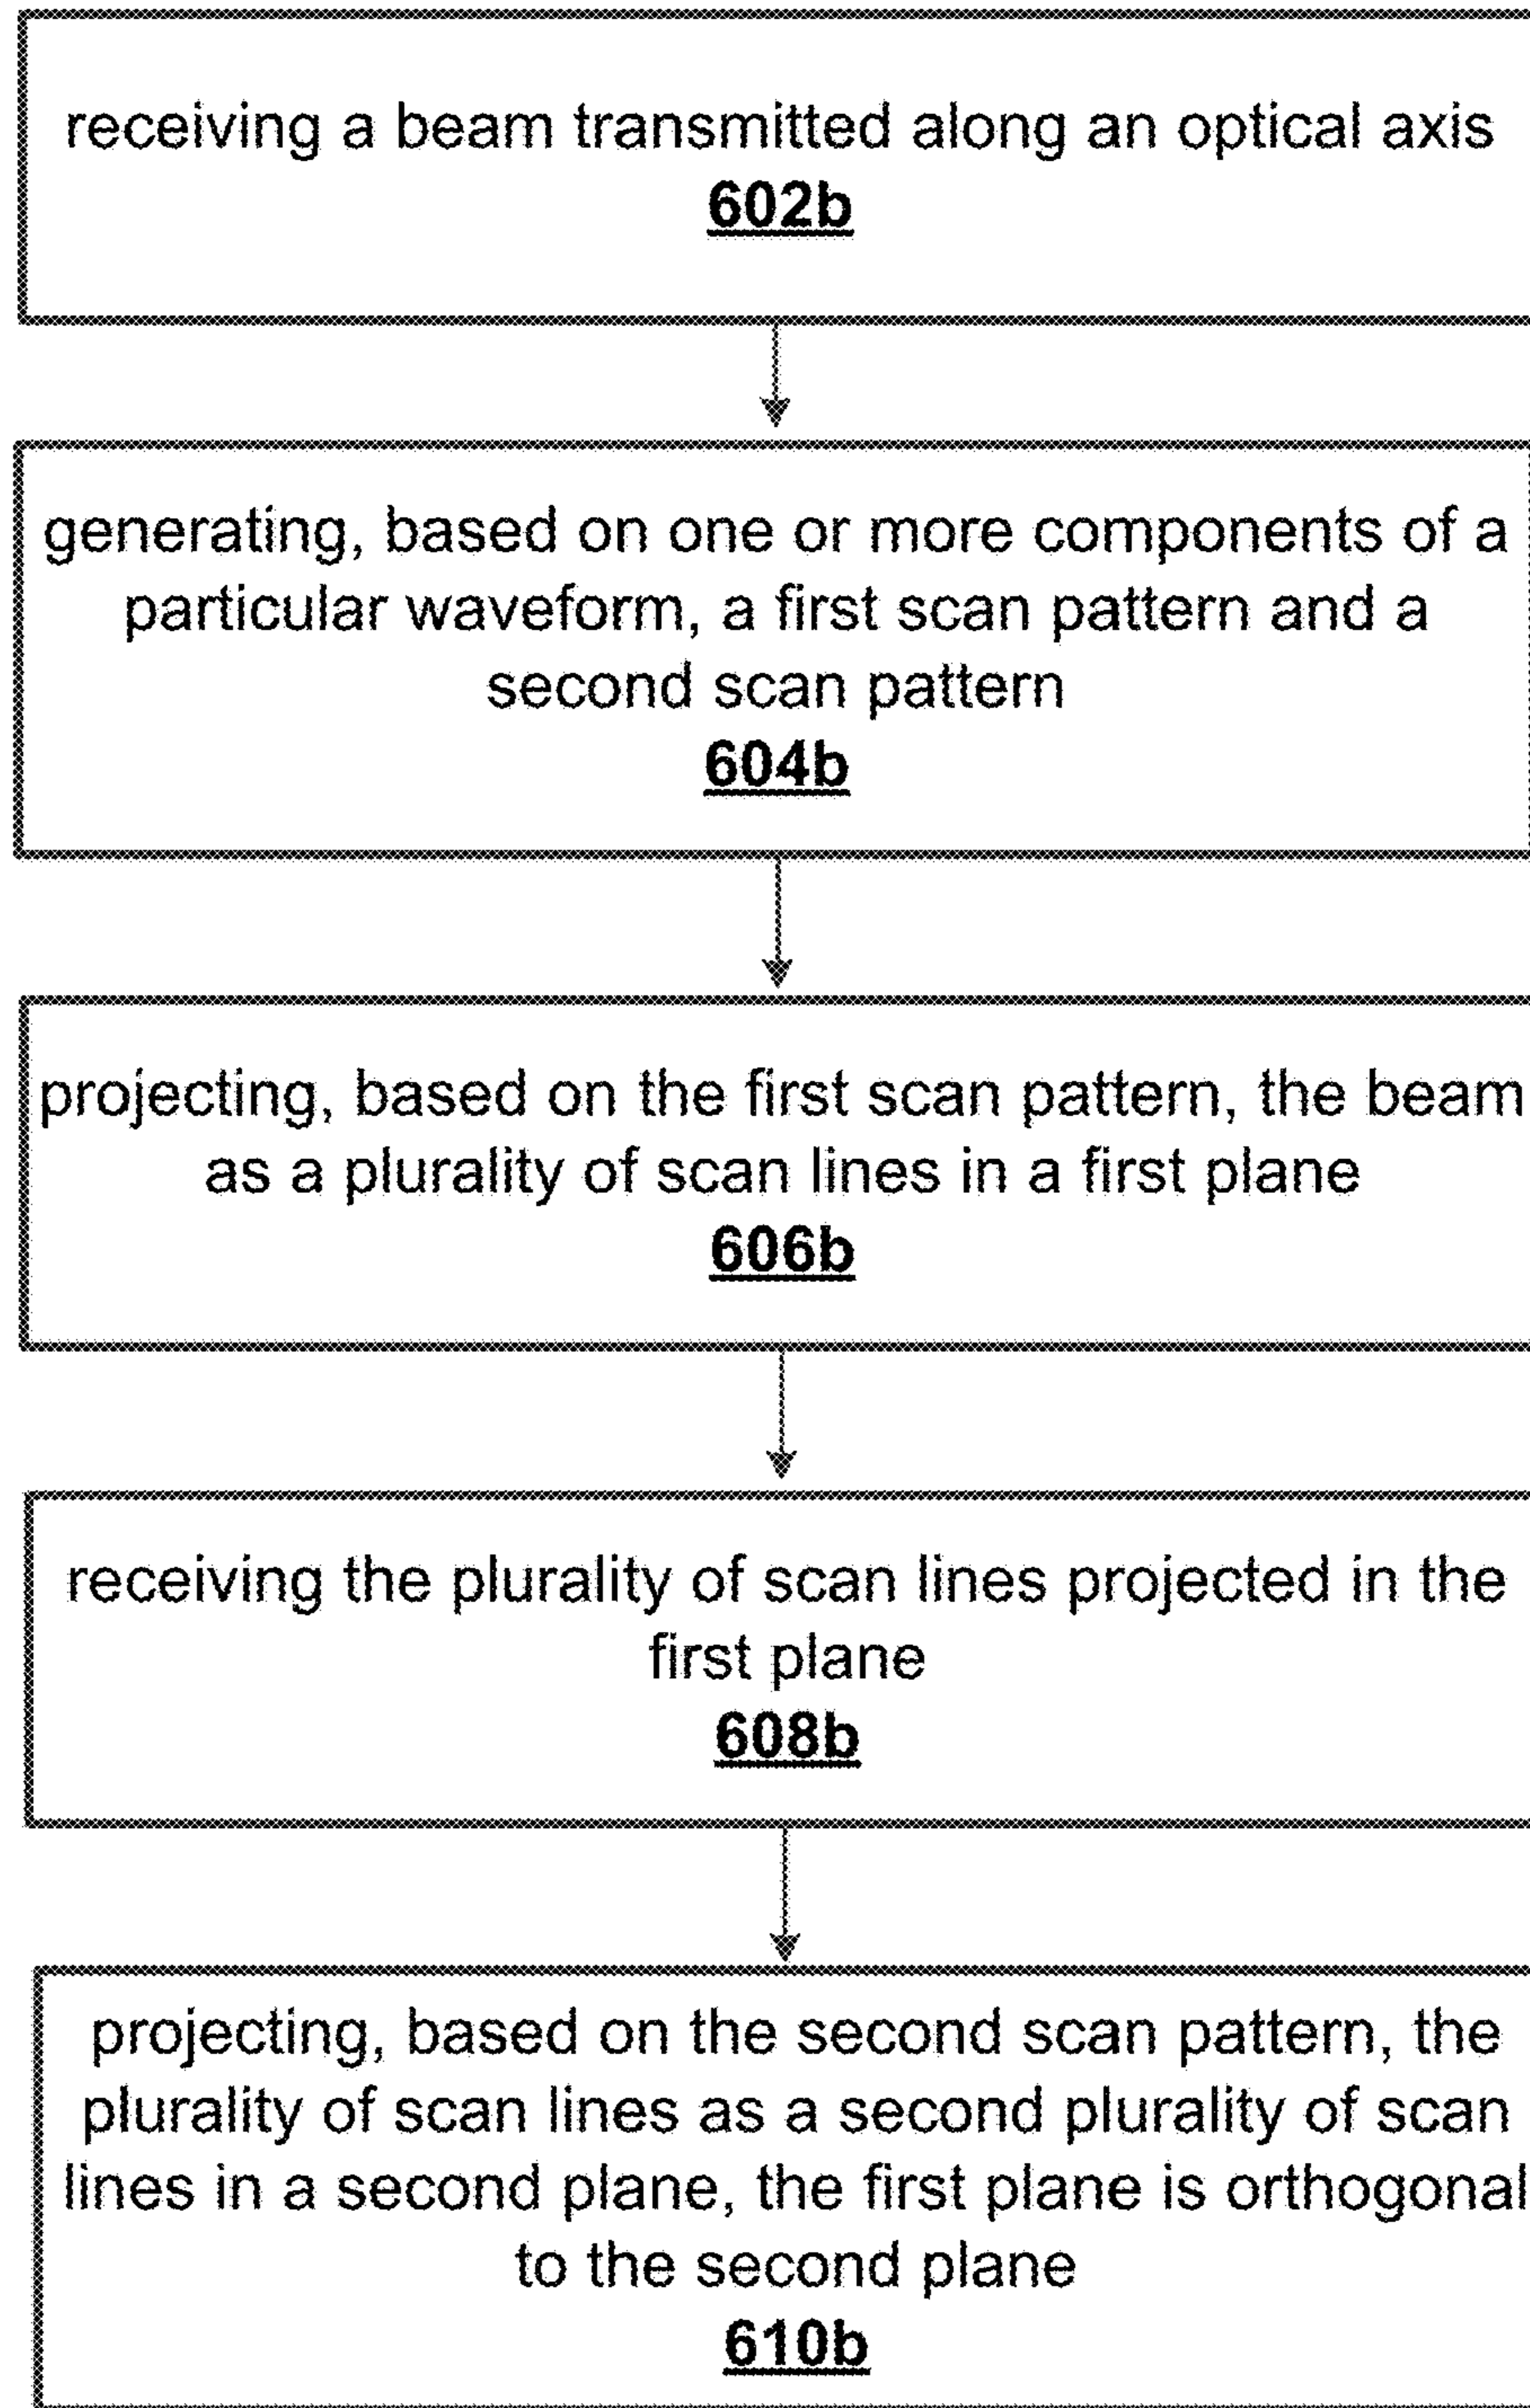 receiving a beam transmitted along an optical axis
602b
generating, based on one or more components of a
particular waveform, a first scan pattern and a
second scan pattern
604b
projecting, based on the first scan pattern, the beam
as a plurality of scan lines in a first plane
606b
receiving the plurality of scan lines projected in the
first plane
608b
projecting, based on the second scan pattern, the
plurality of scan lines as a second plurality of scan
lines in a second plane, the first plane is orthogonal
to the second plane
610b